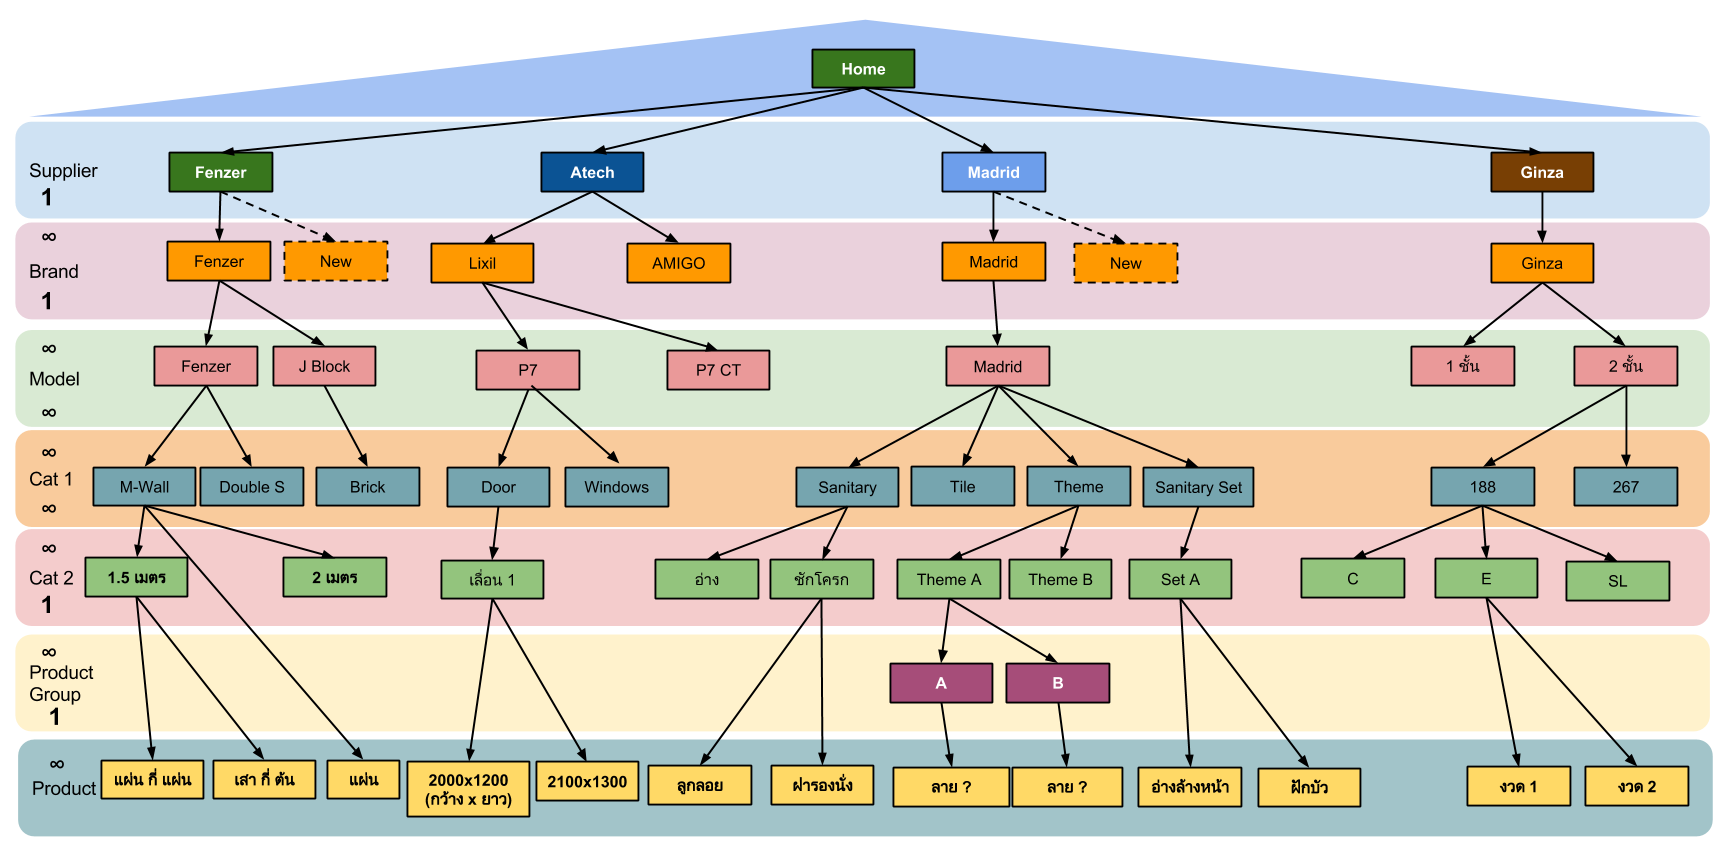 Home
Supplier
1
Fenzer
Atech
Madrid
Ginza
∞
Brand
1
Fenzer
New
Lixil
AMIGO
Madrid
New
Ginza
∞
Model
∞
Fenzer
J Block
P7
P7 CT
Madrid
1 ชั้น
2 ชั้น
∞
Cat 1
∞
M-Wall
Double S
Brick
Door
Windows
Sanitary
Tile
Theme
Sanitary Set
188
267
∞
Cat 2
1
1.5 เมตร
2 เมตร
เลื่อน 1
อ่าง
ชักโครก
Theme A
Theme B
Set A
C
E
SL
∞
Product
Group
1
A
B
∞
Product
แผ่น กี่ แผ่น
เสา กี่ ต้น
แผ่น
2000x1200
(กว้าง x ยาว)
2100x1300
ลูกลอย
ฝารองนั่ง
ลาย ?
ลาย ?
อ่างล้างหน้า
ฝักบัว
งวด 1
งวด 2